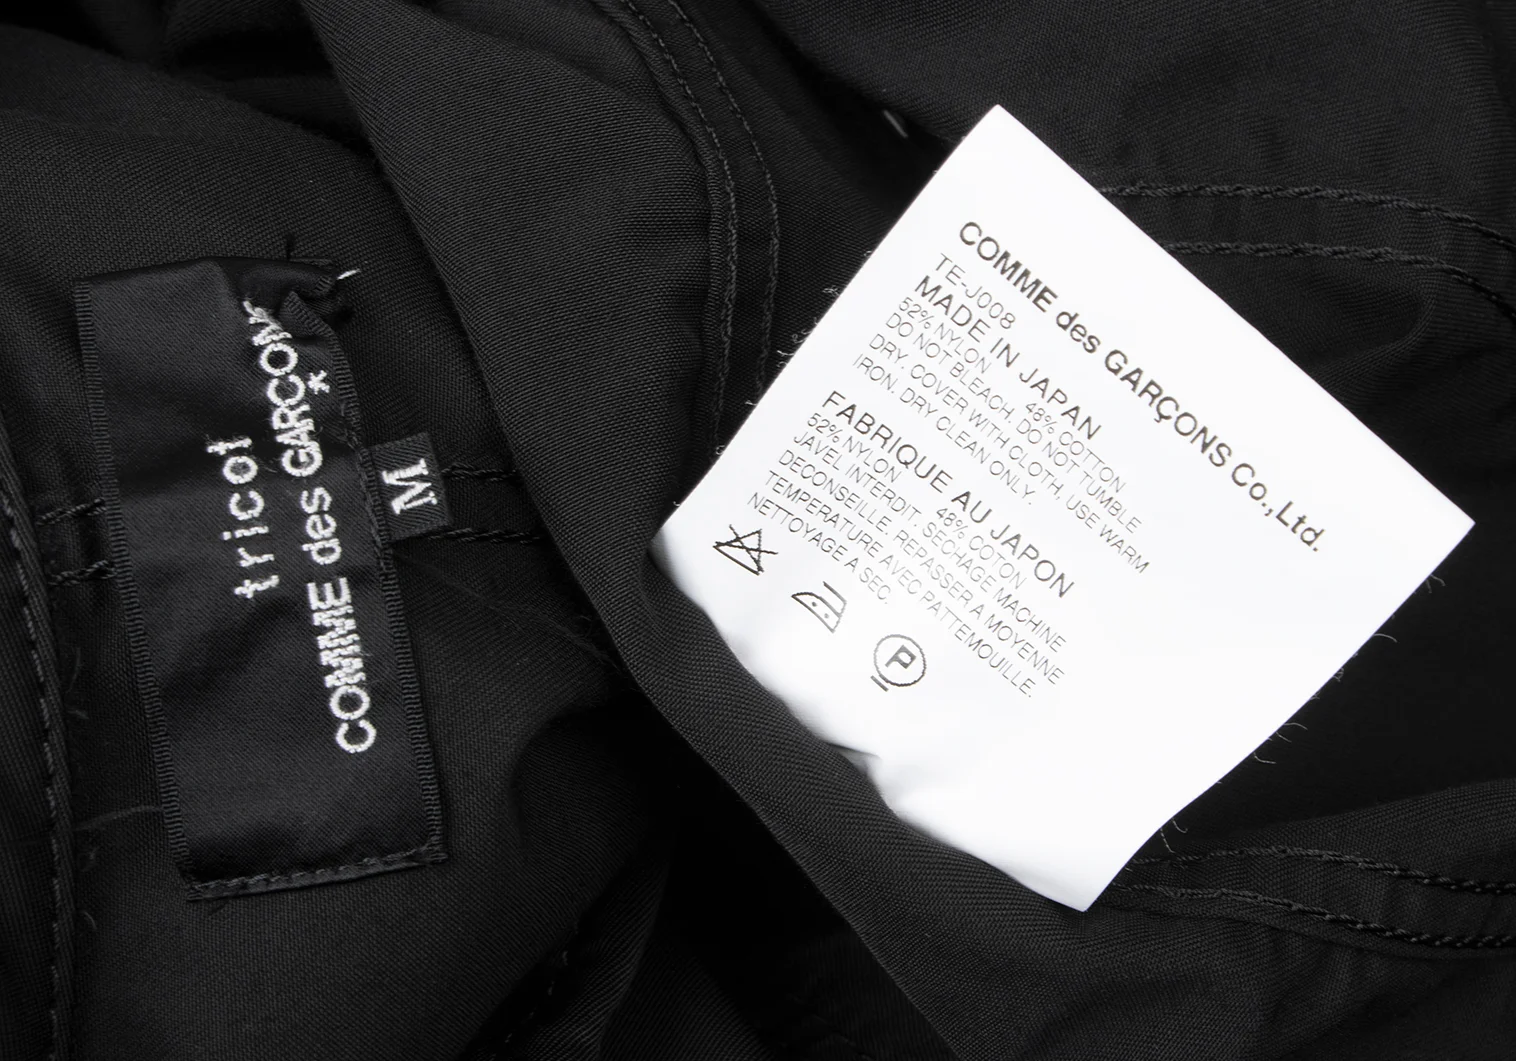 tricot
COMME des GARÇONS
*
M
COMME des GARÇONS Co.,Ltd.
TE-J008
MADE IN JAPAN
52% NYLON 48% COTTON
DO NOT BLEACH, DO NOT TUMBLE
DRY. COVER WITH CLOTH, USE WARM
IRON. DRY CLEAN ONLY.
FABRIQUE AU JAPON
52% NYLON 48% COTON
JAVEL INTERDIT. SECHAGE MACHINE
DECONSEILLE. REPASSER A MOYENNE
TEMPERATURE AVEC PATTEMOUILLE.
NETTOYAGE A SEC.
P